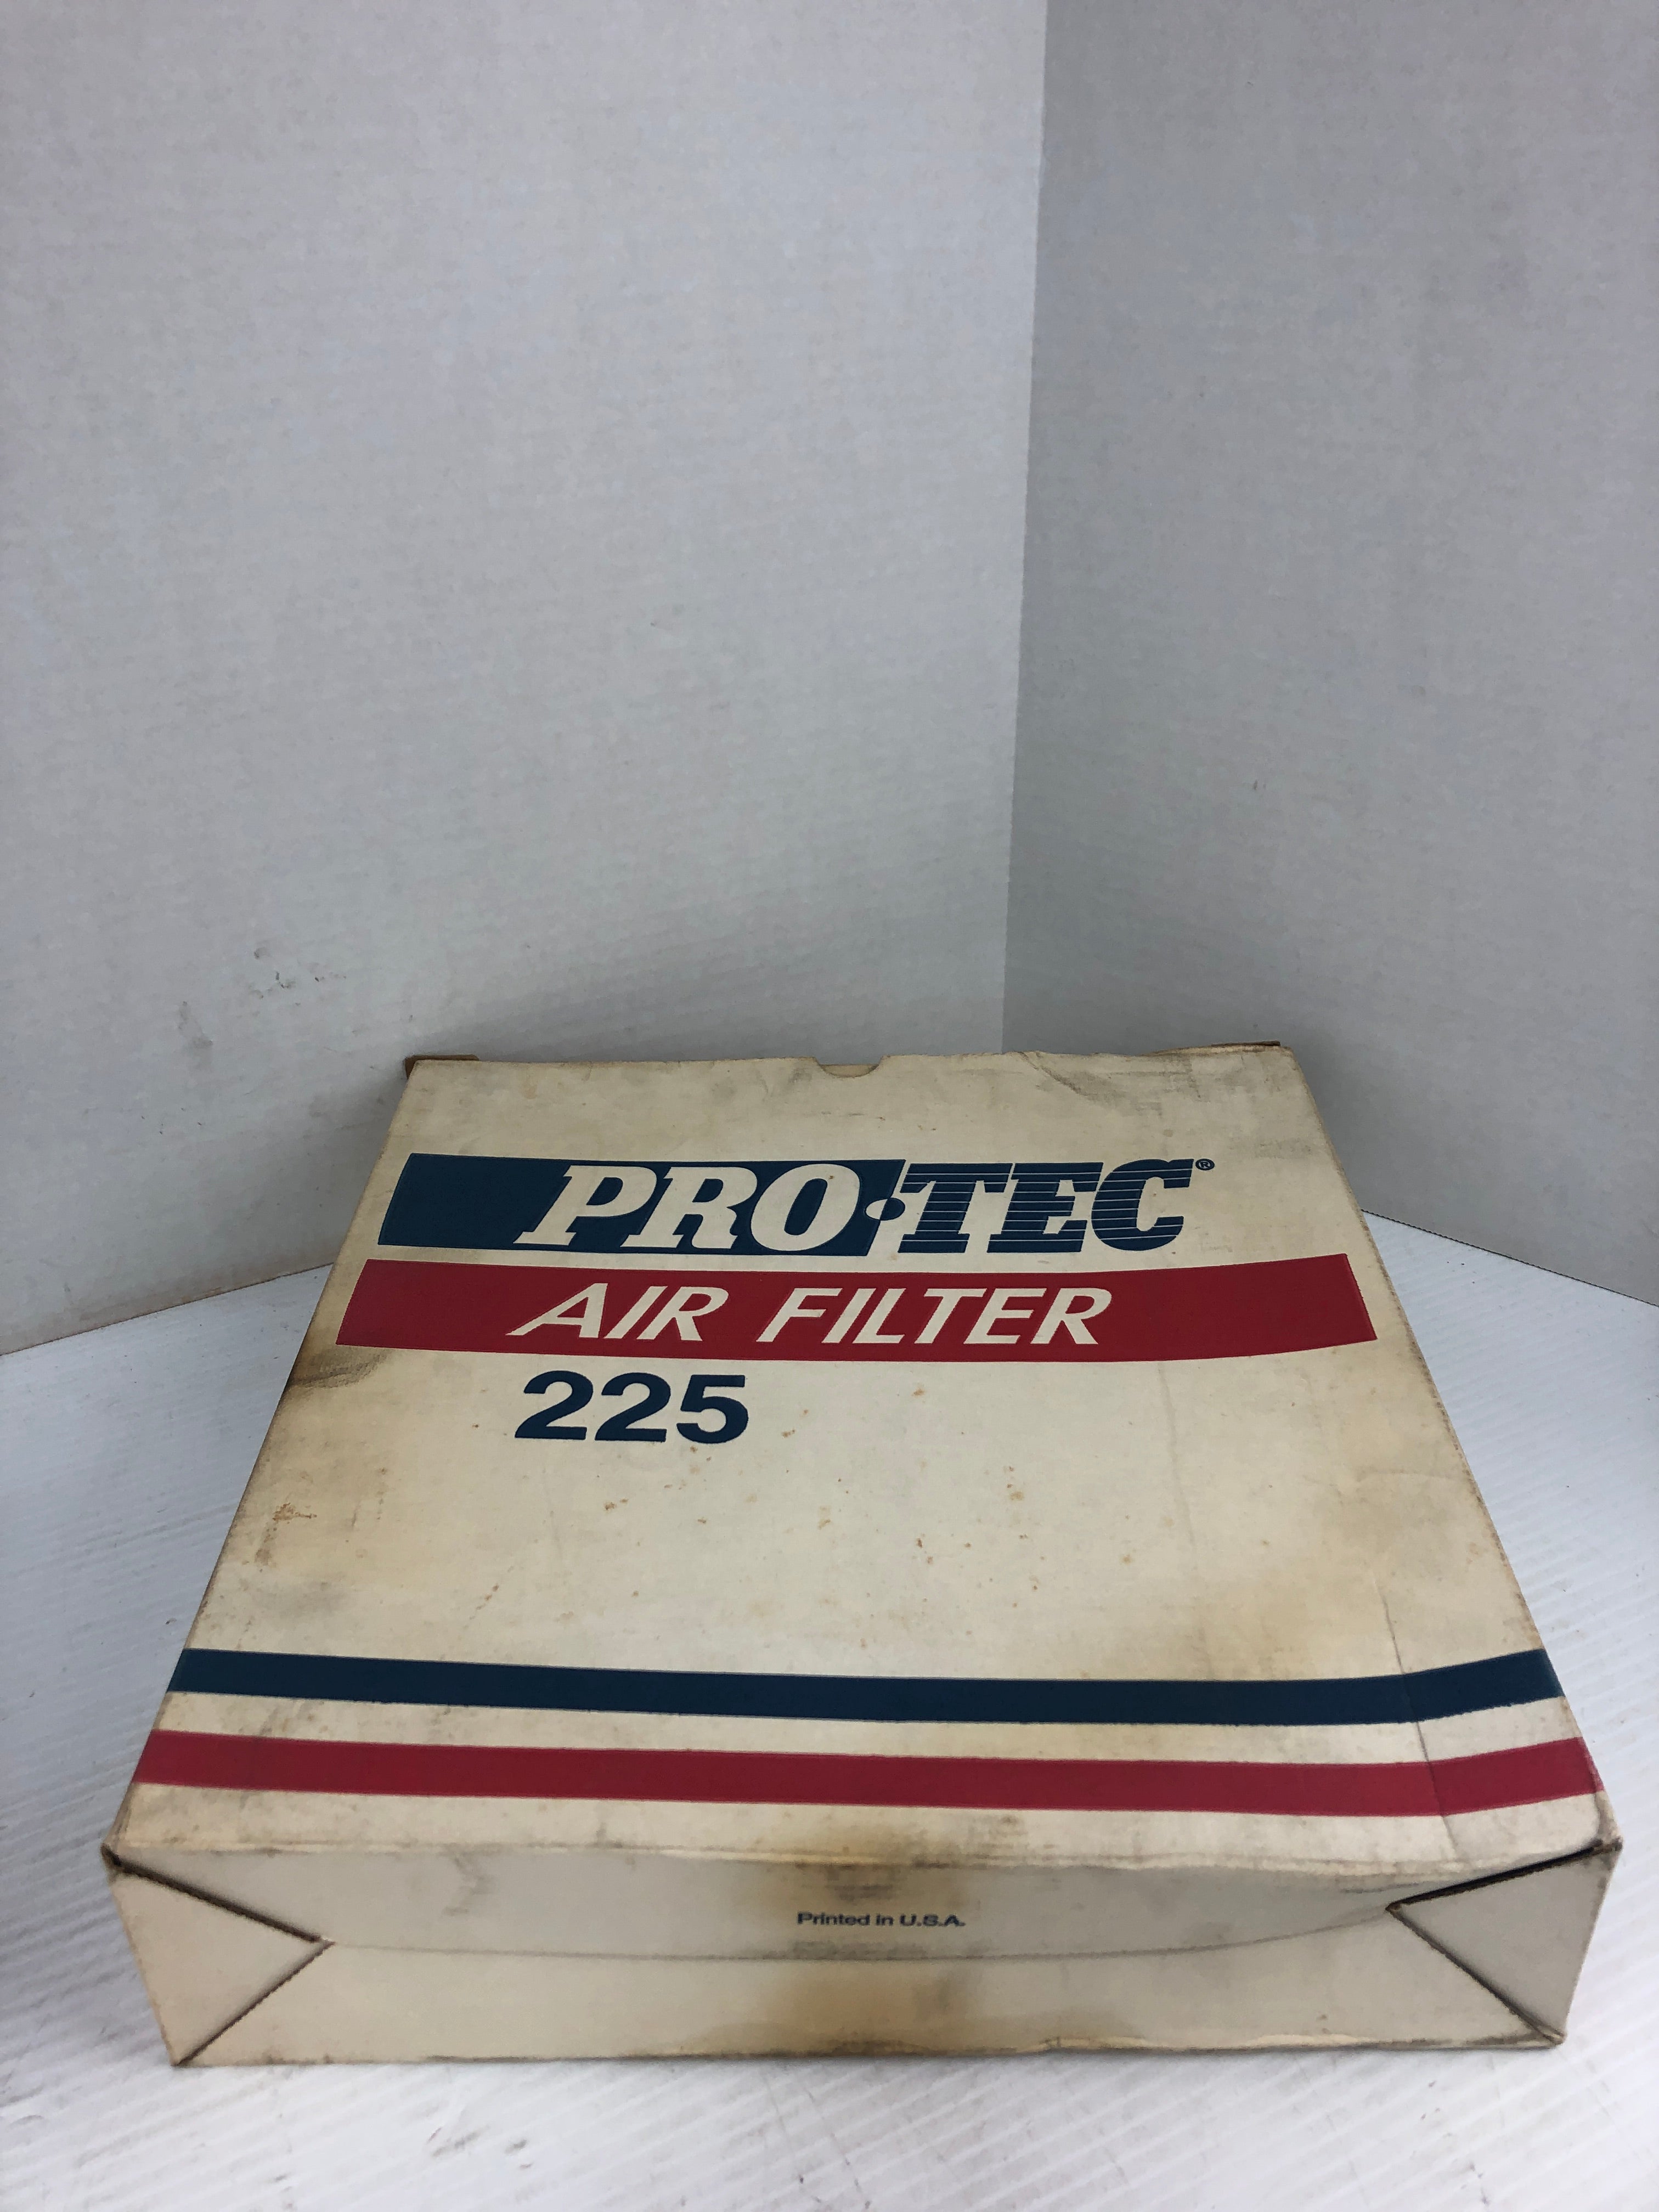 PRO•TEC®
AIR FILTER
225
Printed in U.S.A.